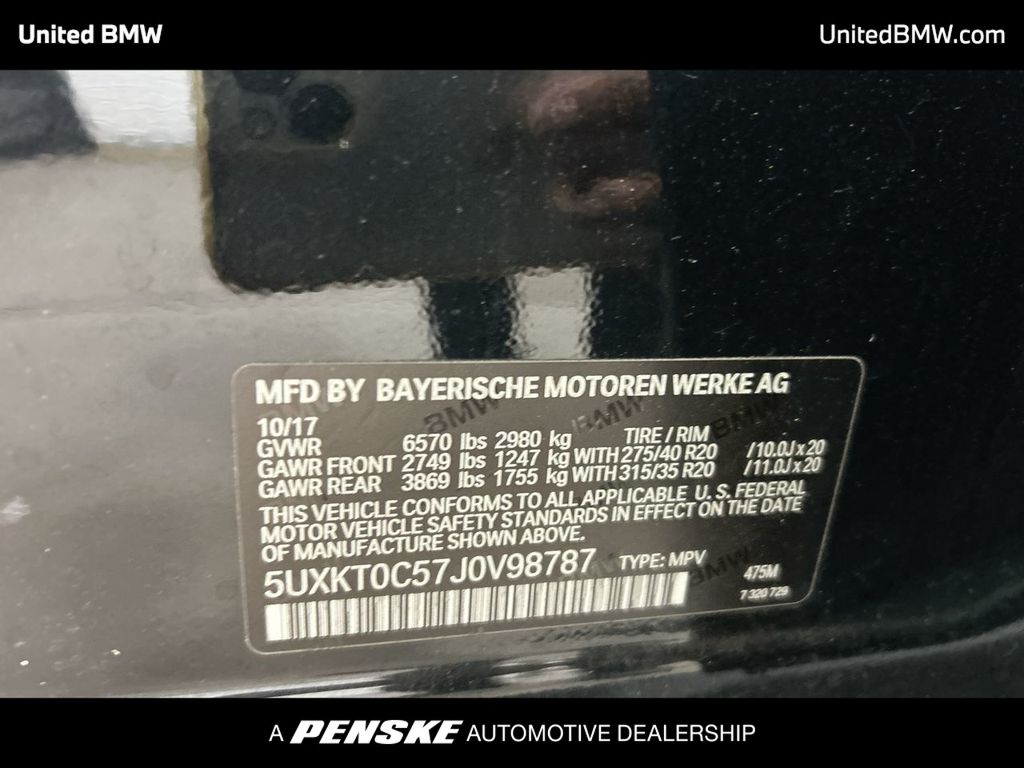 United BMW
UnitedBMW.com
MFD BY BAYERISCHE MOTOREN WERKE AG
10/17
GVWR 6570 lbs 2980 kg TIRE / RIM
GAWR FRONT 2749 lbs 1247 kg WITH 275/40 R20 /10.0J x 20
GAWR REAR 3869 lbs 1755 kg WITH 315/35 R20 /11.0J x 20
THIS VEHICLE CONFORMS TO ALL APPLICABLE U. S. FEDERAL
MOTOR VEHICLE SAFETY STANDARDS IN EFFECT ON THE DATE
OF MANUFACTURE SHOWN ABOVE.
5UXKT0C57J0V98787 TYPE: MPV
475M
7 320 729
BMW
BMW
BMW
A PENSKE AUTOMOTIVE DEALERSHIP